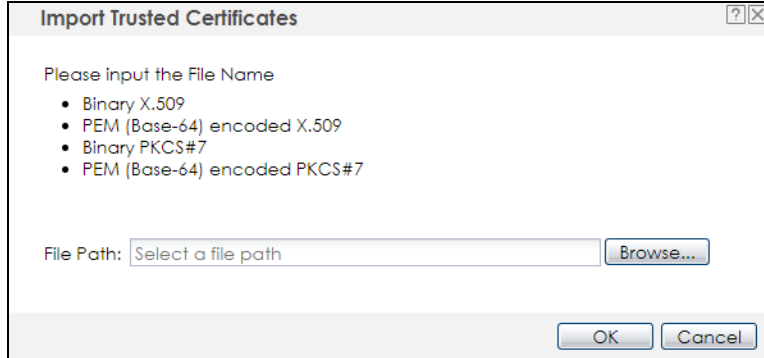 Import Trusted Certificates
Please input the File Name
• Binary X.509
• PEM (Base-64) encoded X.509
• Binary PKCS#7
• PEM (Base-64) encoded PKCS#7
File Path: Select a file path Browse...
OK Cancel